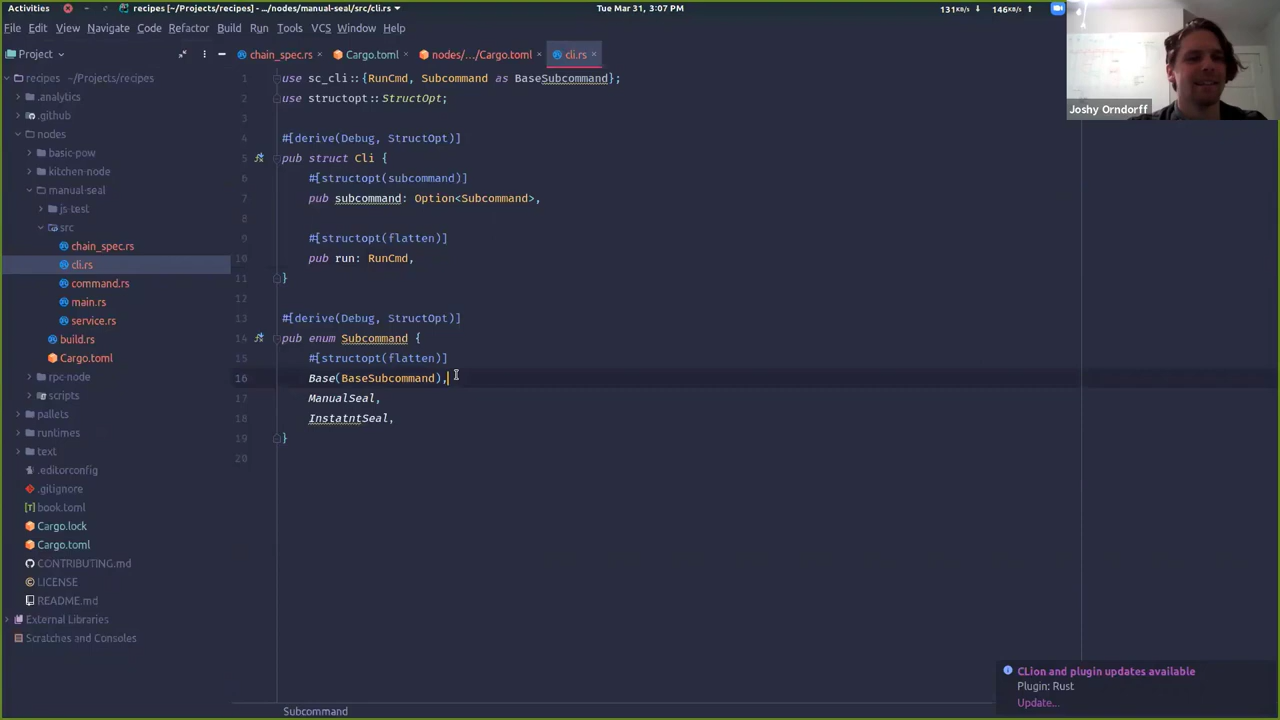 Activities
recipes [~/Projects/recipes] - .../nodes/manual-seal/src/cli.rs
Tue Mar 31, 3:07 PM
131KB/s ↓ 146KB/s ↑
File Edit View Navigate Code Refactor Build Run Tools VCS Window Help
Project
chain_spec.rs × Cargo.toml × nodes/.../Cargo.toml × cli.rs ×
Joshy Orndorff
recipes ~/Projects/recipes
.analytics
.github
nodes
basic-pow
kitchen-node
manual-seal
js-test
src
chain_spec.rs
cli.rs
command.rs
main.rs
service.rs
build.rs
Cargo.toml
rpc-node
scripts
pallets
runtimes
text
.editorconfig
.gitignore
book.toml
Cargo.lock
Cargo.toml
CONTRIBUTING.md
LICENSE
README.md
External Libraries
Scratches and Consoles
1 use sc_cli::{RunCmd, Subcommand as BaseSubcommand};
2 use structopt::StructOpt;
3
4 #[derive(Debug, StructOpt)]
5 pub struct Cli {
6 #[structopt(subcommand)]
7 pub subcommand: Option<Subcommand>,
8
9 #[structopt(flatten)]
10 pub run: RunCmd,
11 }
12
13 #[derive(Debug, StructOpt)]
14 pub enum Subcommand {
15 #[structopt(flatten)]
16 Base(BaseSubcommand),
17 ManualSeal,
18 InstatntSeal,
19 }
20
CLion and plugin updates available
Plugin: Rust
Update...
Subcommand